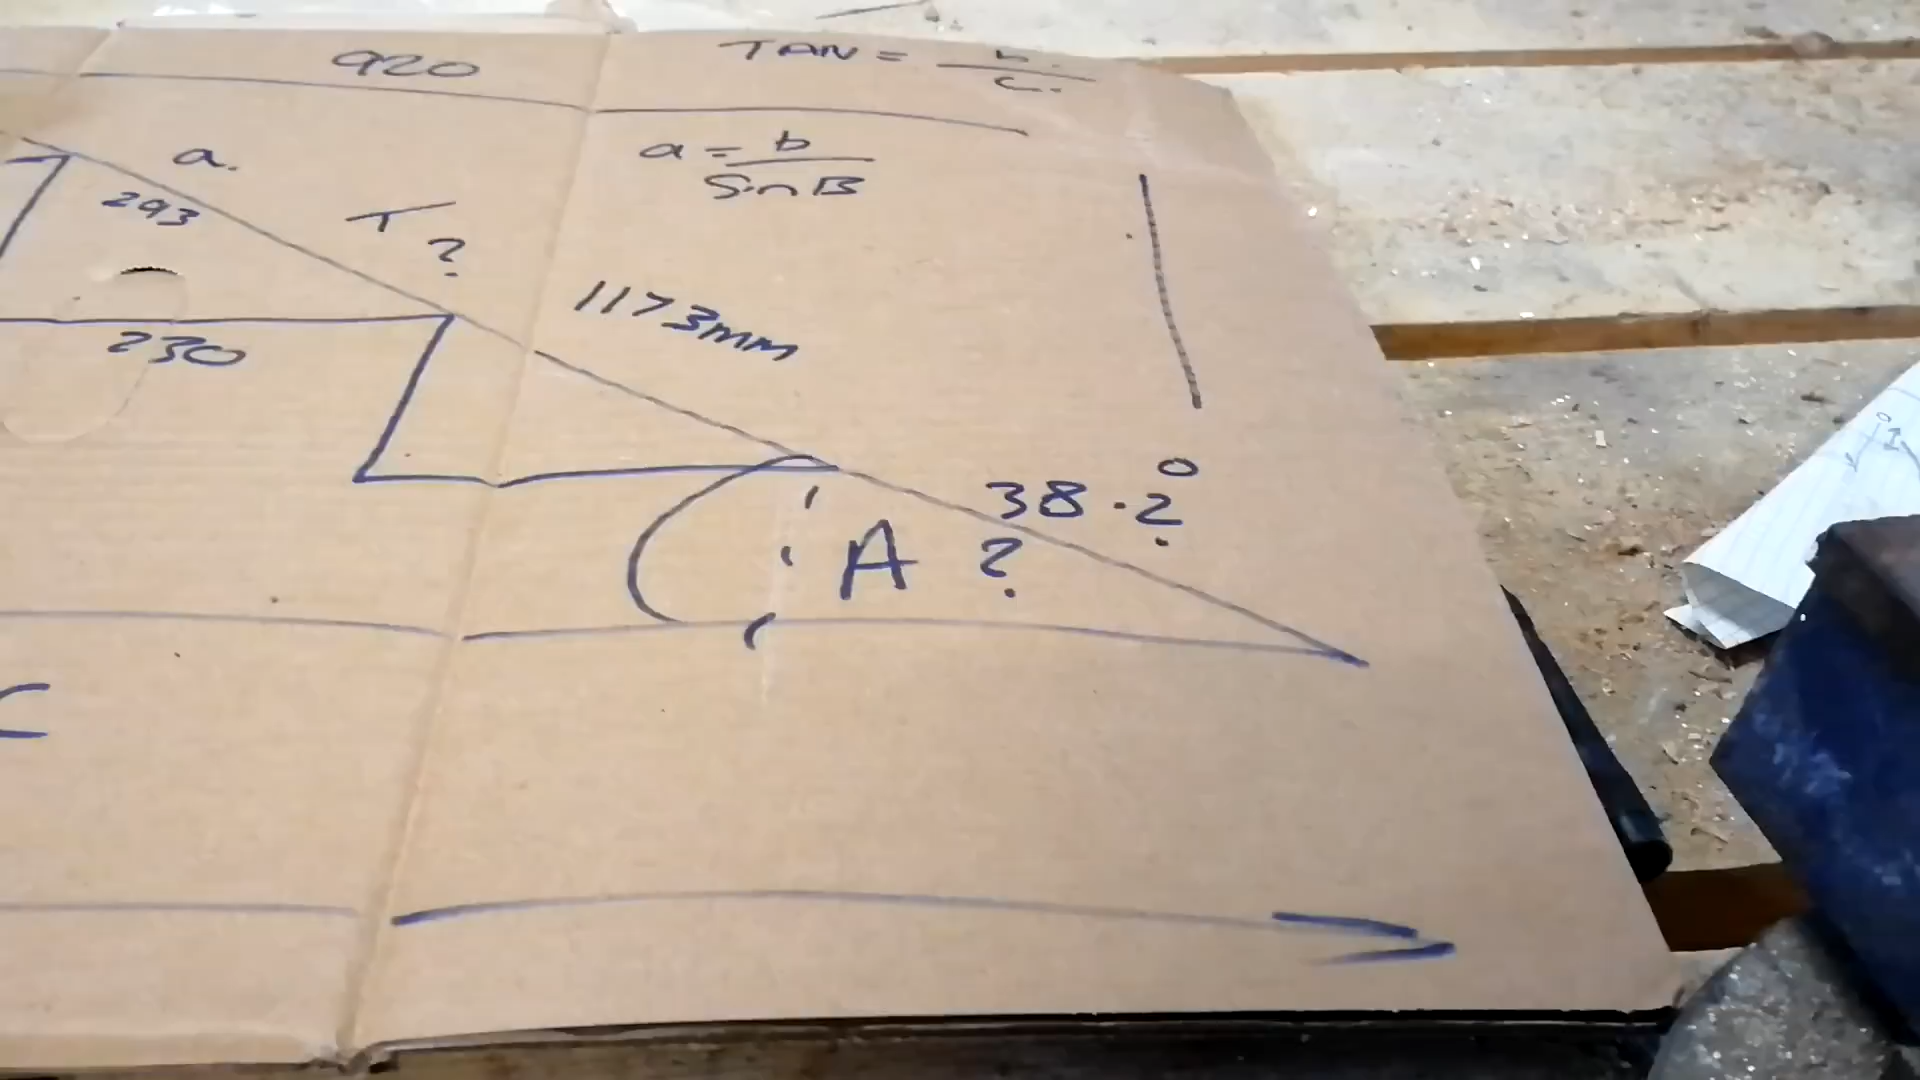 920
TAN = b/c.
a = b/Sin B
a.
293
T ?
1173mm
230
38.2°
A ?
C